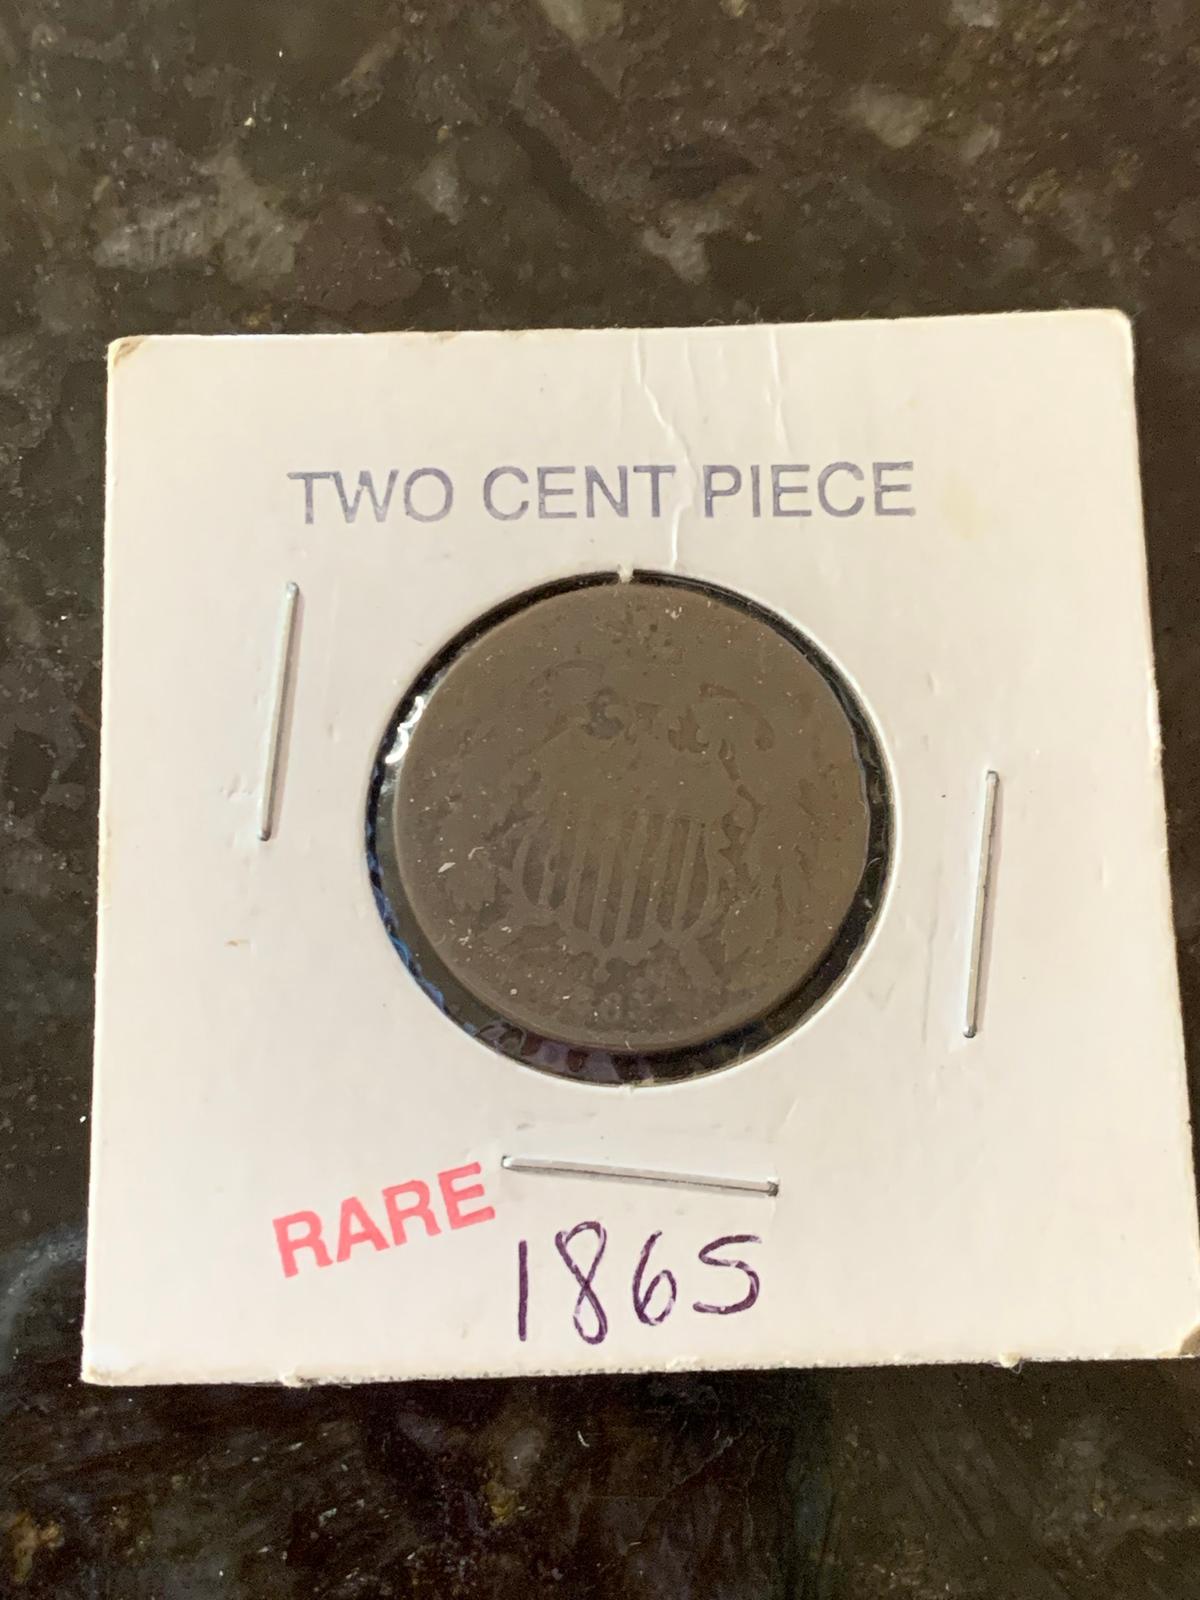 TWO CENT PIECE
RARE
1865